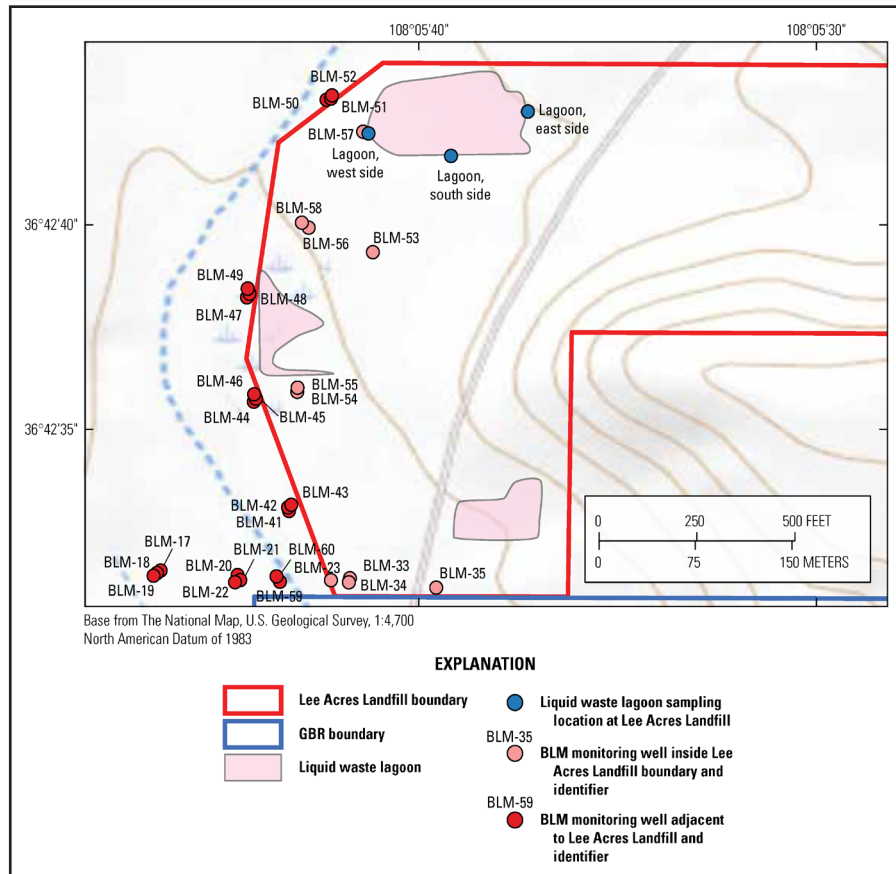 108°05'40"
108°05'30"
BLM-52
BLM-50
BLM-51
BLM-57
Lagoon,
east side
Lagoon,
west side
Lagoon,
south side
36°42'40"
BLM-58
BLM-56
BLM-53
BLM-49
BLM-48
BLM-47
BLM-46
BLM-55
BLM-54
BLM-44
BLM-45
36°42'35"
BLM-43
BLM-42
BLM-41
0
250
500 FEET
0
75
150 METERS
BLM-17
BLM-18
BLM-19
BLM-20
BLM-21
BLM-22
BLM-60
BLM-23
BLM-59
BLM-33
BLM-34
BLM-35
Base from The National Map, U.S. Geological Survey, 1:4,700
North American Datum of 1983
EXPLANATION
Lee Acres Landfill boundary
GBR boundary
Liquid waste lagoon
Liquid waste lagoon sampling
location at Lee Acres Landfill
BLM-35
BLM monitoring well inside Lee
Acres Landfill boundary and
identifier
BLM-59
BLM monitoring well adjacent
to Lee Acres Landfill and
identifier